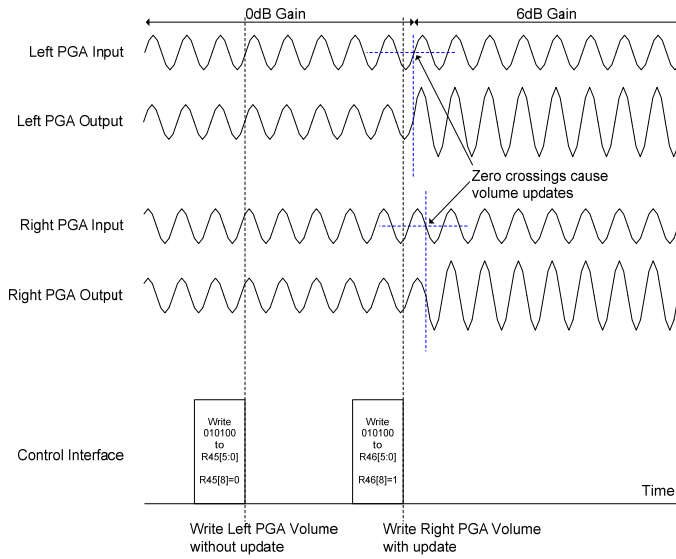 0dB Gain
6dB Gain
Left PGA Input
Left PGA Output
Zero crossings cause
volume updates
Right PGA Input
Right PGA Output
Control Interface
Write
010100
to
R45[5:0]
R45[8]=0
Write
010100
to
R46[5:0]
R46[8]=1
Time
Write Left PGA Volume
without update
Write Right PGA Volume
with update